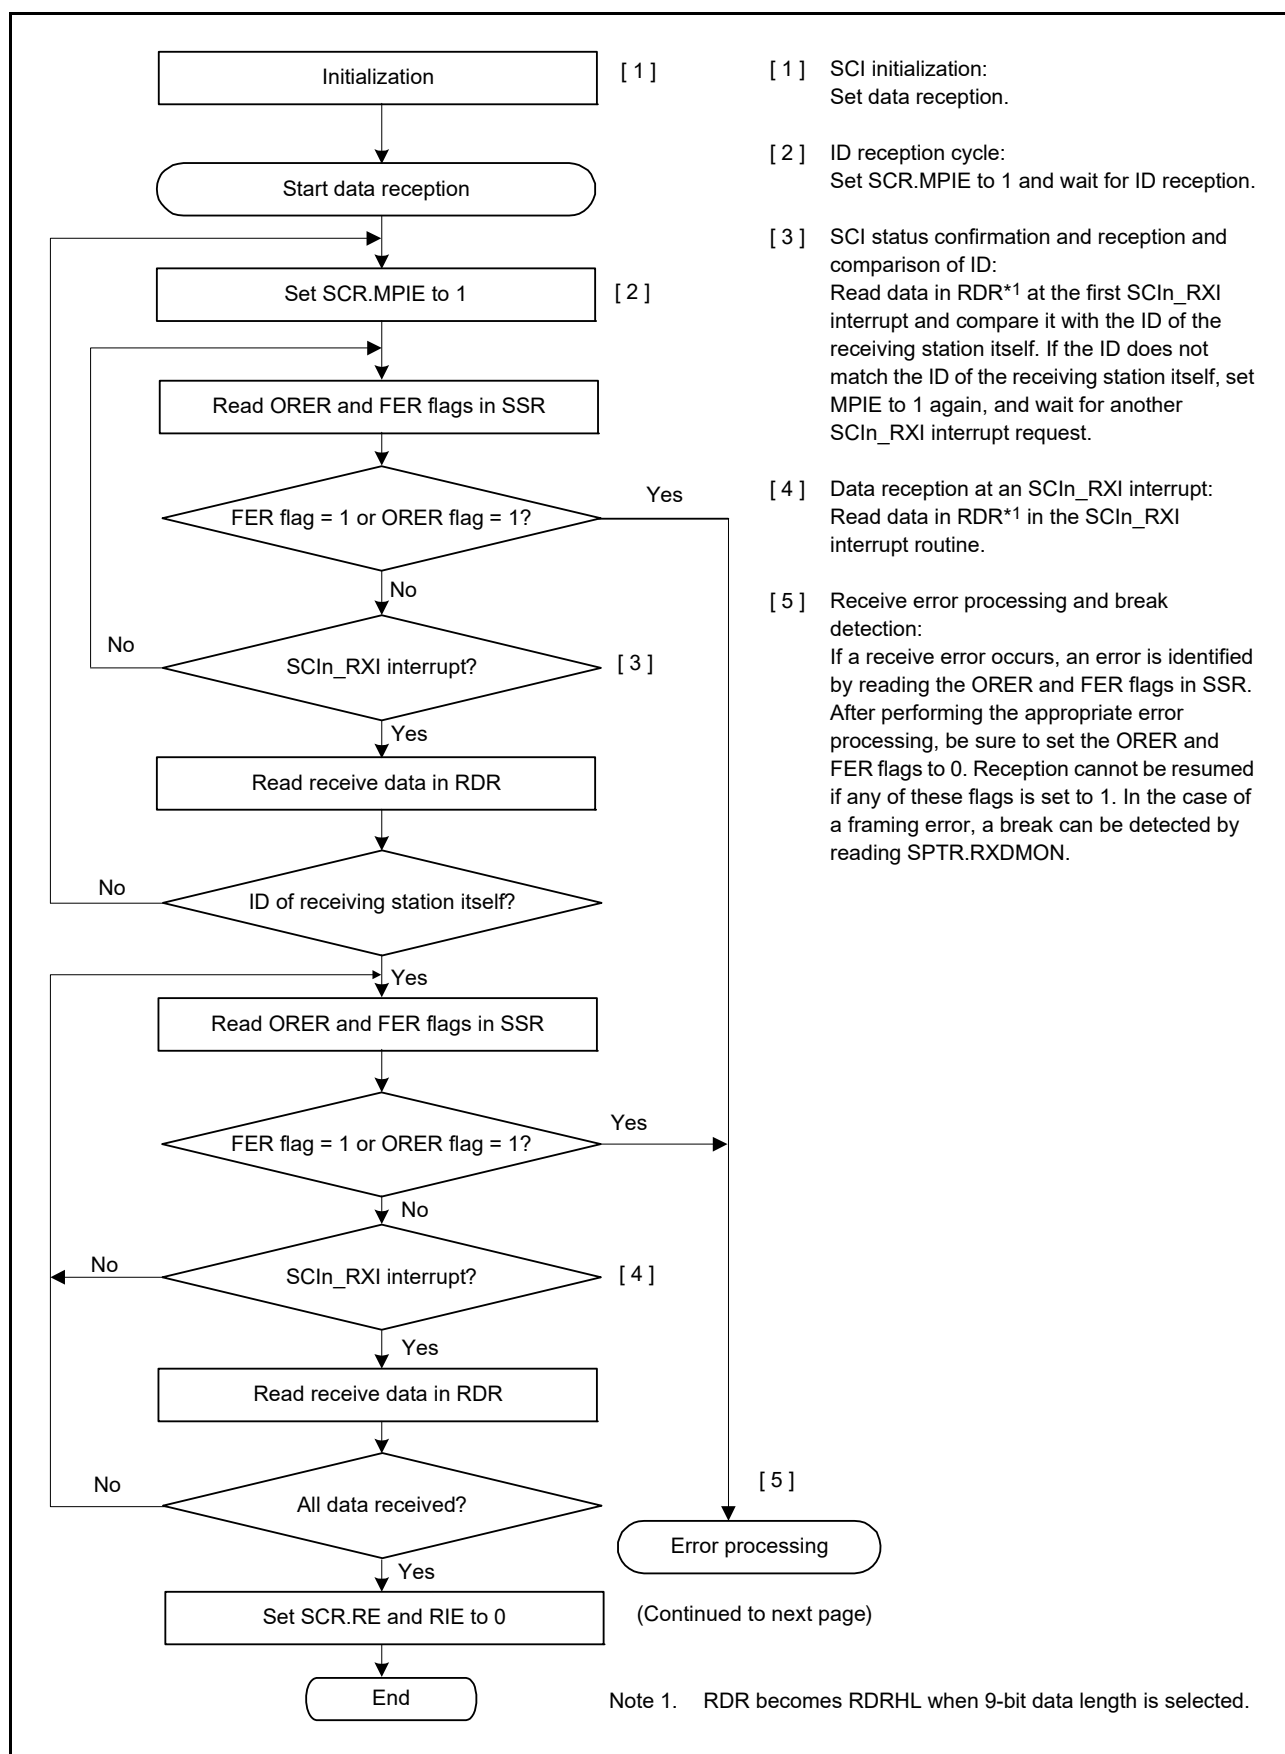 Initialization
[ 1 ]
Start data reception
Set SCR.MPIE to 1
[ 2 ]
Read ORER and FER flags in SSR
FER flag = 1 or ORER flag = 1?
Yes
No
No
SCIn_RXI interrupt?
[ 3 ]
Yes
Read receive data in RDR
No
ID of receiving station itself?
Yes
Read ORER and FER flags in SSR
FER flag = 1 or ORER flag = 1?
Yes
No
No
SCIn_RXI interrupt?
[ 4 ]
Yes
Read receive data in RDR
No
All data received?
[ 5 ]
Error processing
Yes
Set SCR.RE and RIE to 0
(Continued to next page)
End
[ 1 ] SCI initialization:
Set data reception.
[ 2 ] ID reception cycle:
Set SCR.MPIE to 1 and wait for ID reception.
[ 3 ] SCI status confirmation and reception and
comparison of ID:
Read data in RDR*1 at the first SCIn_RXI
interrupt and compare it with the ID of the
receiving station itself. If the ID does not
match the ID of the receiving station itself, set
MPIE to 1 again, and wait for another
SCIn_RXI interrupt request.
[ 4 ] Data reception at an SCIn_RXI interrupt:
Read data in RDR*1 in the SCIn_RXI
interrupt routine.
[ 5 ] Receive error processing and break
detection:
If a receive error occurs, an error is identified
by reading the ORER and FER flags in SSR.
After performing the appropriate error
processing, be sure to set the ORER and
FER flags to 0. Reception cannot be resumed
if any of these flags is set to 1. In the case of
a framing error, a break can be detected by
reading SPTR.RXDMON.
Note 1. RDR becomes RDRHL when 9-bit data length is selected.